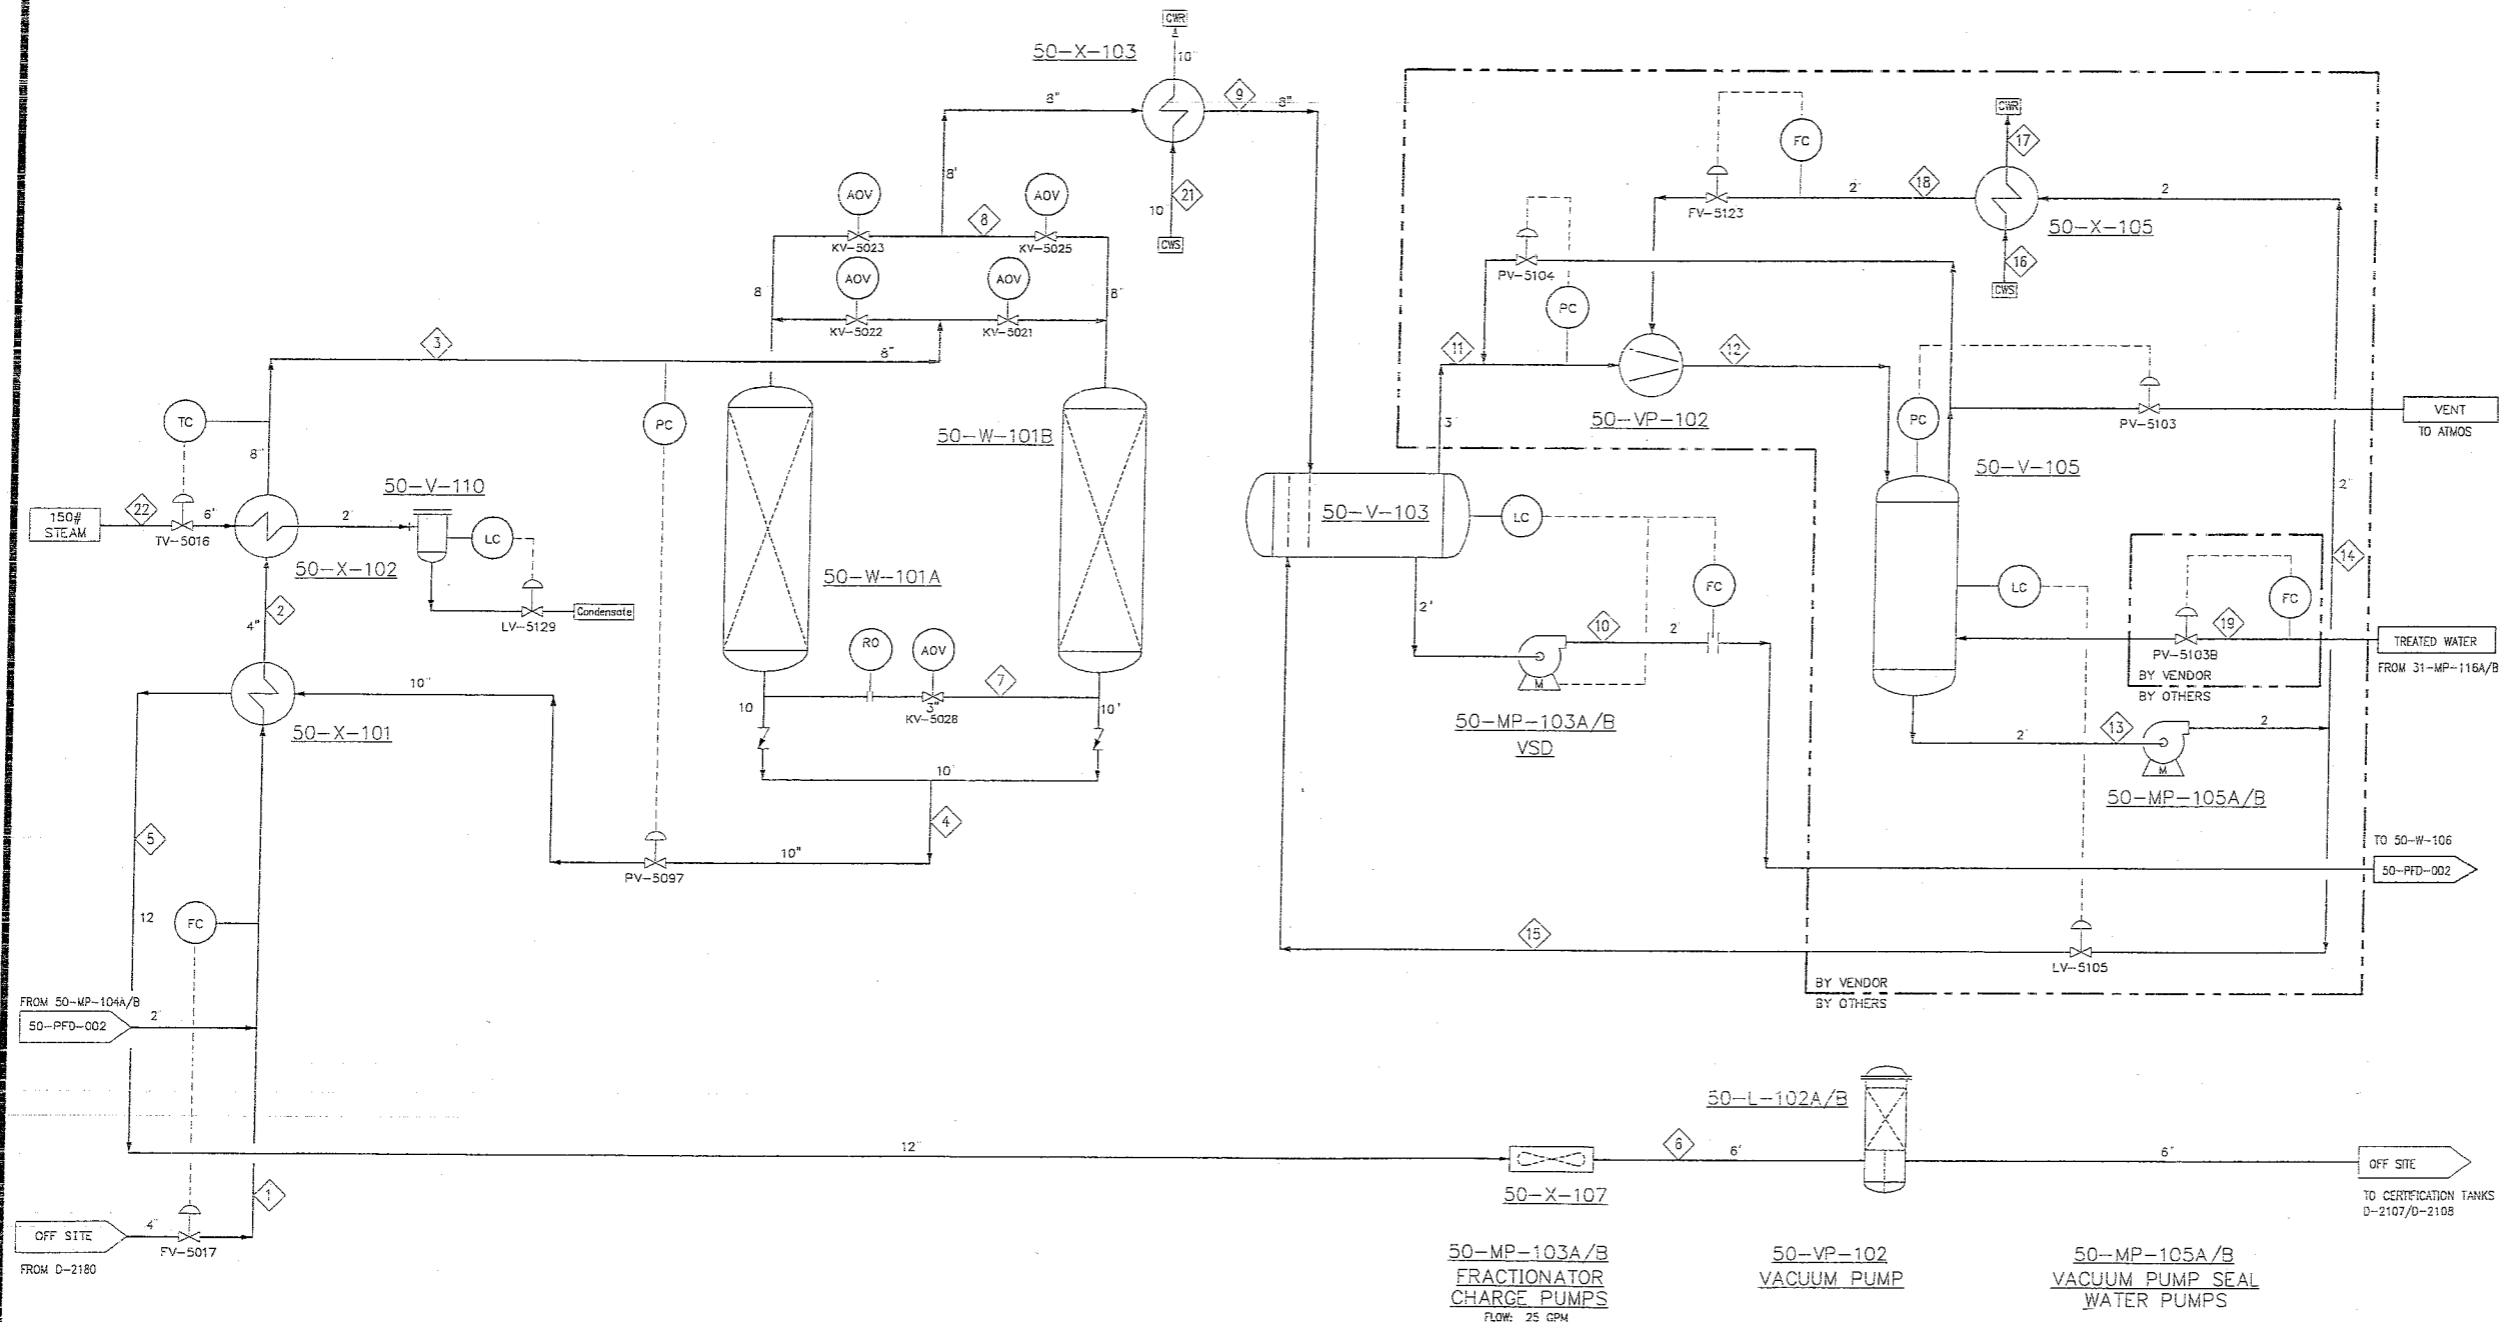 CWR
50-X-103
10"
9
8"
8"
8'
21
10"
CWS
AOV
AOV
8
KV-5023
KV-5025
AOV
AOV
8
8"
KV-5022
KV-5021
3
8"
TC
PC
8"
50-V-110
150#
STEAM
22
6'
2'
LC
TV-5016
50-X-102
Condensate
LV-5129
2
4"
50-W-101B
50-W-101A
RO
AOV
7
10
3"
10'
KV-5028
10"
50-X-101
10'
4
10"
PV-5097
5
12
FC
FROM 50-MP-104A/B
50-PFD-002
2'
1
OFF SITE
4"
FV-5017
FROM D-2180
12"
FC
CWR
17
2'
18
2
FV-5123
50-X-105
16
CWS
PV-5104
PC
11
12
50-VP-102
3'
PC
PV-5103
VENT
TO ATMOS
50-V-105
50-V-103
LC
2"
14
FC
LC
FC
2'
10
2'
19
PV-5103B
TREATED WATER
FROM 31-MP-116A/B
BY VENDOR
BY OTHERS
50-MP-103A/B
VSD
M
2'
13
2
M
50-MP-105A/B
TO 50-W-106
50-PFD-002
15
LV-5105
BY VENDOR
BY OTHERS
50-L-102A/B
6
6'
6"
OFF SITE
50-X-107
TO CERTIFICATION TANKS
D-2107/D-2108
50-MP-103A/B
FRACTIONATOR
CHARGE PUMPS
FLOW: 25 GPM
50-VP-102
VACUUM PUMP
50-MP-105A/B
VACUUM PUMP SEAL
WATER PUMPS